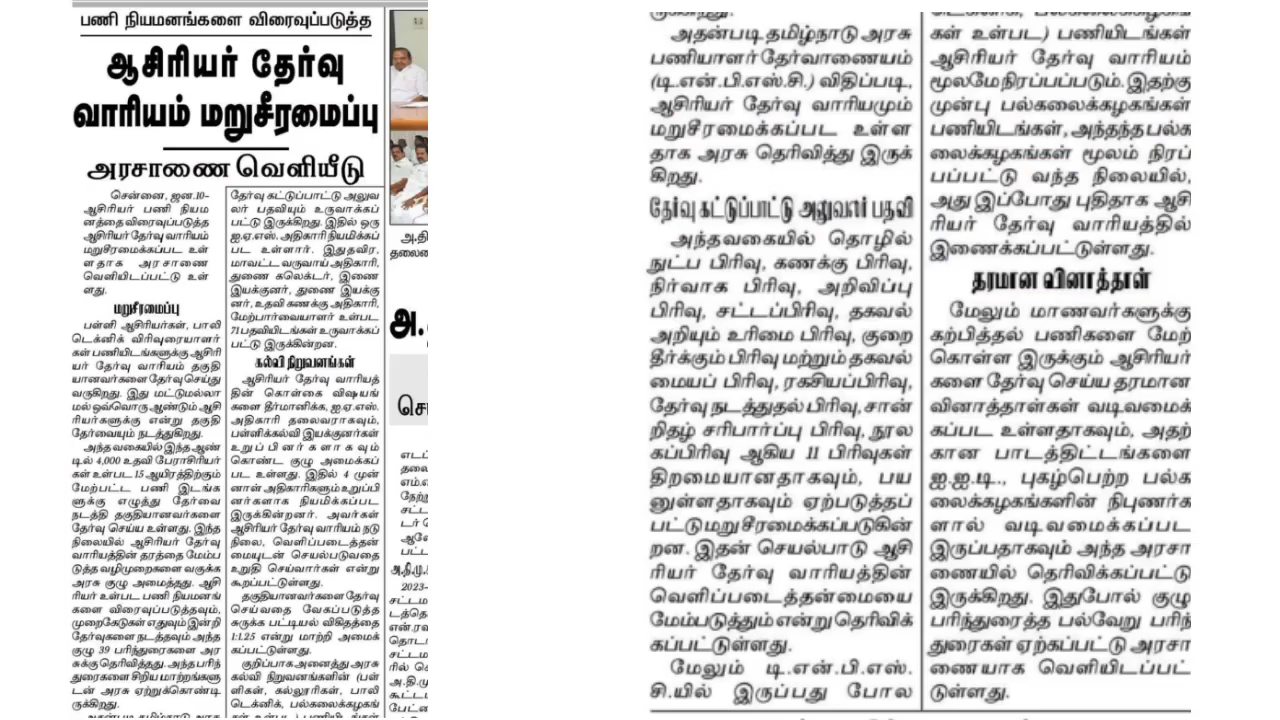 பணி நியமனங்களை விரைவுப்படுத்த
ஆசிரியர் தேர்வு
வாரியம் மறுசீரமைப்பு
அரசாணை வெளியீடு
சென்னை, ஜன.10-
ஆசிரியர் பணி நியம
னத்தை விரைவுபடுத்த
ஆசிரியர் தேர்வு வாரியம்
மறுசீரமைக்கப்பட உள்
ளதாக அரசாணை
வெளியிடப்பட்டு உள்
ளது.
மறுசீரமைப்பு
பள்ளி ஆசிரியர்கள், பாலி
டெக்னிக் விரிவுரையாளர்
கள் பணியிடங்களுக்கு ஆசிரி
யர் தேர்வு வாரியம் தகுதி
யானவர்களை தேர்வு செய்து
வருகிறது. இது மட்டுமல்லா
மல் ஒவ்வொரு ஆண்டும் ஆசி
ரியர்களுக்கு என்று தகுதி
தேர்வையும் நடத்துகிறது.
அந்த வகையில் இந்த ஆண்
டில் 4,000 உதவி பேராசிரியர்
கள் உள்பட 15 ஆயிரத்திற்கும்
மேற்பட்ட பணி இடங்க
ளுக்கு எழுத்து தேர்வை
நடத்தி தகுதியானவர்களை
தேர்வு செய்ய உள்ளது. இந்த
நிலையில் ஆசிரியர் தேர்வு
வாரியத்தின் தரத்தை மேம்ப
டுத்த வழிமுறைகளை வகுக்க
அரசு குழு அமைத்தது. ஆசி
ரியர் உள்பட பணி நியமனங்
களை விரைவுப்படுத்தவும்,
முறைகேடுகள் எதுவும் இன்றி
தேர்வுகளை நடத்தவும் அந்த
குழு 39 பரிந்துரைகளை அர
சுக்கு தெரிவித்தது. அந்த பரிந்
துரைகளை சிறிய மாற்றங்களு
டன் அரசு ஏற்றுக்கொண்டி
ருக்கிறது.
தேர்வு கட்டுப்பாட்டு அலுவ
லர் பதவியும் உருவாக்கப்
பட்டு இருக்கிறது. இதில் ஒரு
ஐ.ஏ.எஸ். அதிகாரி நியமிக்கப்
பட உள்ளார். இதுதவிர,
மாவட்ட வருவாய் அதிகாரி,
துணை கலெக்டர், இணை
இயக்குனர், துணை இயக்கு
னர், உதவி கணக்கு அதிகாரி,
மேற்பார்வையாளர் உள்பட
71 பதவியிடங்கள் உருவாக்கப்
பட்டு இருக்கின்றன.
கல்வி நிறுவனங்கள்
ஆசிரியர் தேர்வு வாரியத்
தின் கொள்கை விஷயங்
களை தீர்மானிக்க, ஐ.ஏ.எஸ்.
அதிகாரி தலைவராகவும்,
பள்ளிக்கல்வி இயக்குனர்கள்
உறுப்பினர்களாகவும்
கொண்ட குழு அமைக்கப்
பட உள்ளது. இதில் 4 முன்
னாள் அதிகாரிகளும் உறுப்பி
னர்களாக நியமிக்கப்பட
இருக்கின்றனர். அவர்கள்
ஆசிரியர் தேர்வு வாரியம் நடு
நிலை, வெளிப்படைத்தன்
மையுடன் செயல்படுவதை
உறுதி செய்வார்கள் என்று
கூறப்பட்டுள்ளது.
தகுதியானவர்களை தேர்வு
செய்வதை வேகப்படுத்த
சுருக்க பட்டியல் விகிதத்தை
1:1.25 என்று மாற்றி அமைக்
கப்பட்டுள்ளது.
குறிப்பாக அனைத்து அரசு
கல்வி நிறுவனங்களின் (பள்
ளிகள், கல்லூரிகள், பாலி
டெக்னிக், பல்கலைக்கழகங்
அ.தி
தலை
அ.
2023-
அதன்படி தமிழ்நாடு அரசு
பணியாளர் தேர்வாணையம்
(டி.என்.பி.எஸ்.சி.) விதிப்படி,
ஆசிரியர் தேர்வு வாரியமும்
மறுசீரமைக்கப்பட உள்ள
தாக அரசு தெரிவித்து இருக்
கிறது.
தேர்வு கட்டுப்பாட்டு அலுவலர் பதவி
அந்தவகையில் தொழில்
நுட்ப பிரிவு, கணக்கு பிரிவு,
நிர்வாக பிரிவு, அறிவிப்பு
பிரிவு, சட்டப்பிரிவு, தகவல்
அறியும் உரிமை பிரிவு, குறை
தீர்க்கும் பிரிவு மற்றும் தகவல்
மையப் பிரிவு, ரகசியப்பிரிவு,
தேர்வு நடத்துதல் பிரிவு, சான்
றிதழ் சரிபார்ப்பு பிரிவு, நூல
கப்பிரிவு ஆகிய 11 பிரிவுகள்
திறமையானதாகவும், பய
னுள்ளதாகவும் ஏற்படுத்தப்
பட்டு மறுசீரமைக்கப்படுகின்
றன. இதன் செயல்பாடு ஆசி
ரியர் தேர்வு வாரியத்தின்
வெளிப்படைத்தன்மையை
மேம்படுத்தும் என்று தெரிவிக்
கப்பட்டுள்ளது.
மேலும் டி.என்.பி.எஸ்.
சி.யில் இருப்பது போல
கள் உள்பட) பணியிடங்கள்
ஆசிரியர் தேர்வு வாரியம்
மூலமே நிரப்பப்படும். இதற்கு
முன்பு பல்கலைக்கழகங்கள்
பணியிடங்கள், அந்தந்த பல்க
லைக்கழகங்கள் மூலம் நிரப்
பப்பட்டு வந்த நிலையில்,
அது இப்போது புதிதாக ஆசி
ரியர் தேர்வு வாரியத்தில்
இணைக்கப்பட்டுள்ளது.
தரமான வினாத்தாள்
மேலும் மாணவர்களுக்கு
கற்பித்தல் பணிகளை மேற்
கொள்ள இருக்கும் ஆசிரியர்
களை தேர்வு செய்ய தரமான
வினாத்தாள்கள் வடிவமைக்
கப்பட உள்ளதாகவும், அதற்
கான பாடத்திட்டங்களை
ஐ.ஐ.டி., புகழ்பெற்ற பல்க
லைக்கழகங்களின் நிபுணர்க
ளால் வடிவமைக்கப்பட
இருப்பதாகவும் அந்த அரசா
ணையில் தெரிவிக்கப்பட்டு
இருக்கிறது. இதுபோல் குழு
பரிந்துரைத்த பல்வேறு பரிந்
துரைகள் ஏற்கப்பட்டு அரசா
ணையாக வெளியிடப்பட்
டுள்ளது.